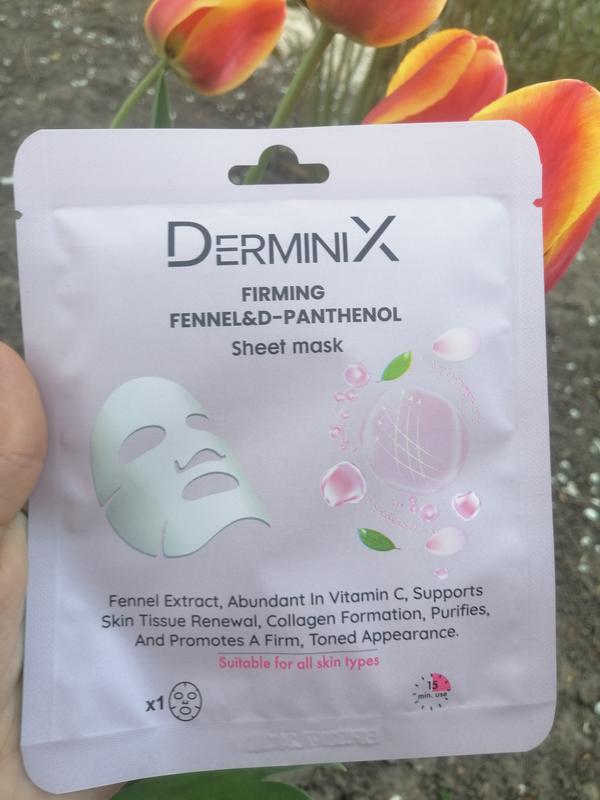 DERMINIX
FIRMING
FENNEL&D-PANTHENOL
Sheet mask
Fennel Extract, Abundant In Vitamin C, Supports
Skin Tissue Renewal, Collagen Formation, Purifies,
And Promotes A Firm, Toned Appearance.
Suitable for all skin types
x1
15
min. use